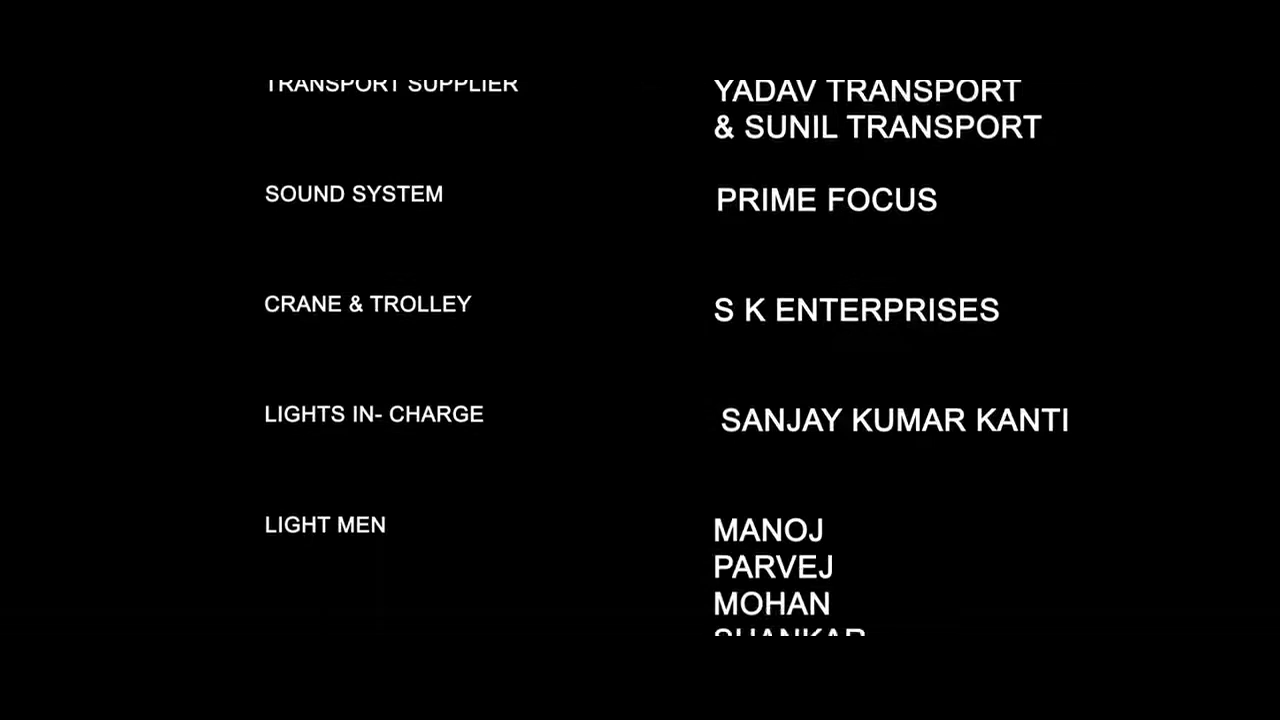 TRANSPORT SUPPLIER YADAV TRANSPORT
& SUNIL TRANSPORT
SOUND SYSTEM PRIME FOCUS
CRANE & TROLLEY S K ENTERPRISES
LIGHTS IN- CHARGE SANJAY KUMAR KANTI
LIGHT MEN MANOJ
PARVEJ
MOHAN
SHANKAR